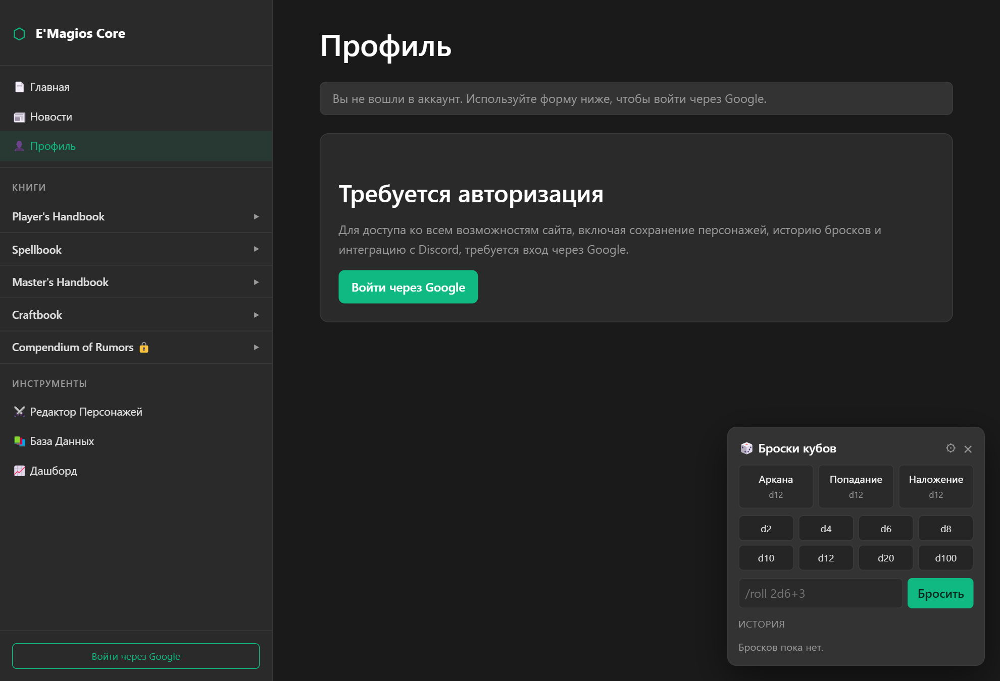 E'Magios Core
Главная
Новости
Профиль
КНИГИ
Player's Handbook
Spellbook
Master's Handbook
Craftbook
Compendium of Rumors
ИНСТРУМЕНТЫ
Редактор Персонажей
База Данных
Дашборд
Войти через Google
Профиль
Вы не вошли в аккаунт. Используйте форму ниже, чтобы войти через Google.
Требуется авторизация
Для доступа ко всем возможностям сайта, включая сохранение персонажей, историю бросков и
интеграцию с Discord, требуется вход через Google.
Войти через Google
Броски кубов
Аркана
d12
Попадание
d12
Наложение
d12
d2
d4
d6
d8
d10
d12
d20
d100
/roll 2d6+3
Бросить
ИСТОРИЯ
Бросков пока нет.